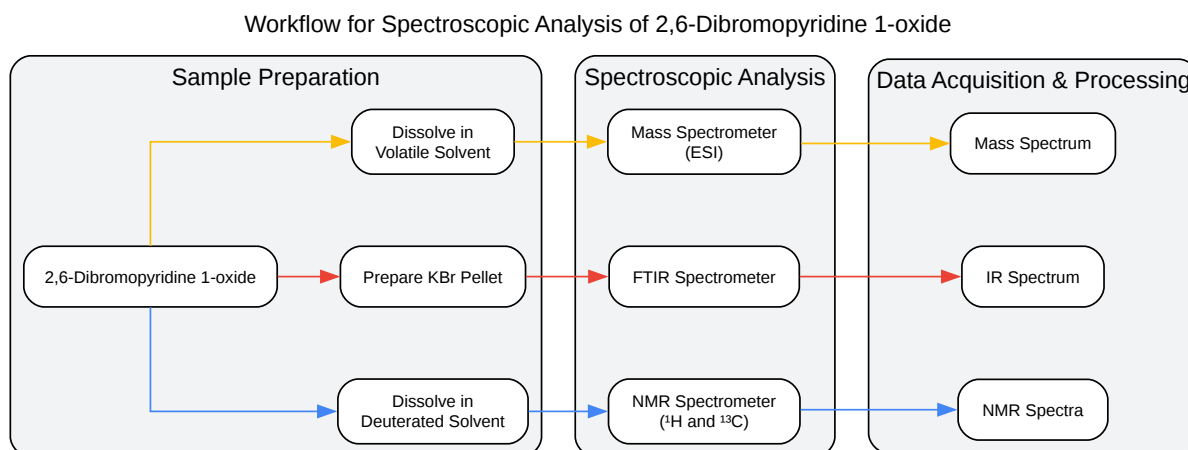 Workflow for Spectroscopic Analysis of 2,6-Dibromopyridine 1-oxide
Sample Preparation
Spectroscopic Analysis
Data Acquisition & Processing
Dissolve in
Volatile Solvent
Mass Spectrometer
(ESI)
Mass Spectrum
2,6-Dibromopyridine 1-oxide
Prepare KBr Pellet
FTIR Spectrometer
IR Spectrum
Dissolve in
Deuterated Solvent
NMR Spectrometer
(¹H and ¹³C)
NMR Spectra